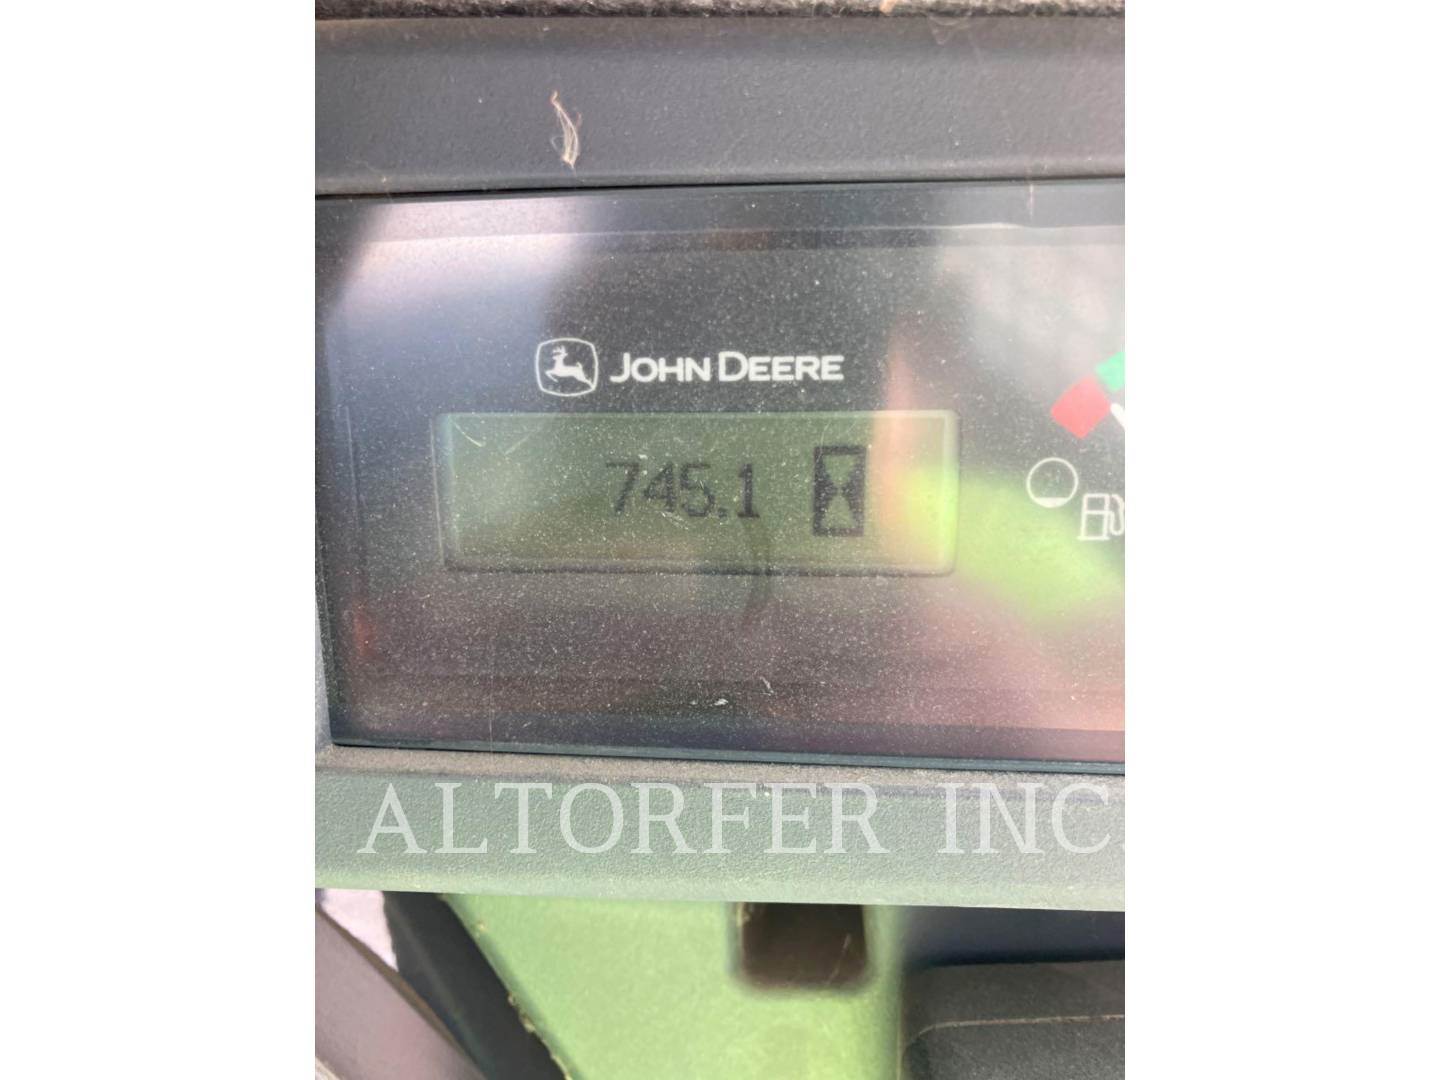 JOHN DEERE
745.1
ALTORFER INC.